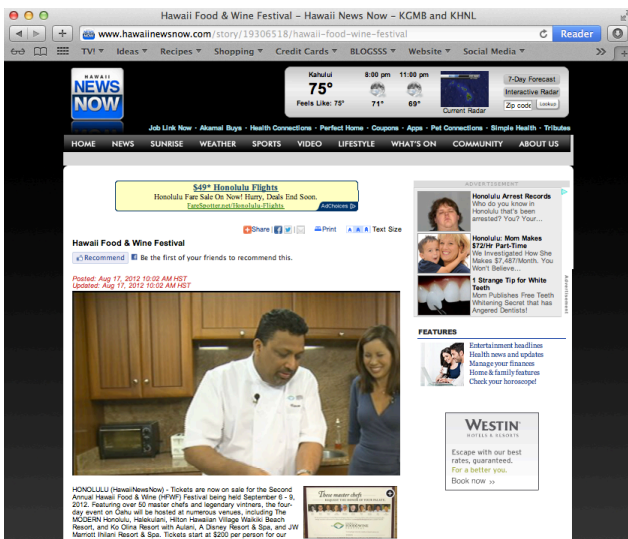 Hawaii Food & Wine Festival – Hawaii News Now – KGMB and KHNL
www.hawaiinewsnow.com/story/19306518/hawaii-food-wine-festival
Reader
TV! Ideas Recipes Shopping Credit Cards BLOGSSS Website Social Media
HAWAII
NEWS
NOW
Kahului
75°
Feels Like: 75°
8:00 pm
71°
11:00 pm
69°
Current Radar
7-Day Forecast
Interactive Radar
Zip code Lookup
Job Link Now - Akamai Buys - Health Connections - Perfect Home - Coupons - Apps - Pet Connections - Simple Health - Tributes
HOME NEWS SUNRISE WEATHER SPORTS VIDEO LIFESTYLE WHAT'S ON COMMUNITY ABOUT US
$49* Honolulu Flights
Honolulu Fare Sale On Now! Hurry, Deals End Soon.
FareSpotter.net/Honolulu-Flights
AdChoices
Share Print A A A Text Size
Hawaii Food & Wine Festival
Recommend Be the first of your friends to recommend this.
Posted: Aug 17, 2012 10:02 AM HST
Updated: Aug 17, 2012 10:02 AM HST
HONOLULU (HawaiiNewsNow) - Tickets are now on sale for the Second
Annual Hawaii Food & Wine (HFWF) Festival being held September 6 - 9,
2012. Featuring over 50 master chefs and legendary vintners, the four-
day event on Oahu will be hosted at numerous venues, including The
MODERN Honolulu, Halekulani, Hilton Hawaiian Village Waikiki Beach
Resort, and Ko Olina Resort with Aulani, A Disney Resort & Spa, and JW
Marriott Ihilani Resort & Spa. Tickets start at $200 per person for our
Three master chefs
ADVERTISEMENT
Honolulu Arrest Records
Who do you know in
Honolulu that's been
arrested? You? Your...
Honolulu: Mom Makes
$72/Hr Part-Time
We Investigated How She
Makes $7,487/Month. You
Won't Believe...
1 Strange Tip for White
Teeth
Mom Publishes Free Teeth
Whitening Secret that has
Angered Dentists!
Advertisement
FEATURES
Entertainment headlines
Health news and updates
Manage your finances
Home & family features
Check your horoscope!
WESTIN
HOTELS & RESORTS
Escape with our best
rates, guaranteed.
For a better you.
Book now >>